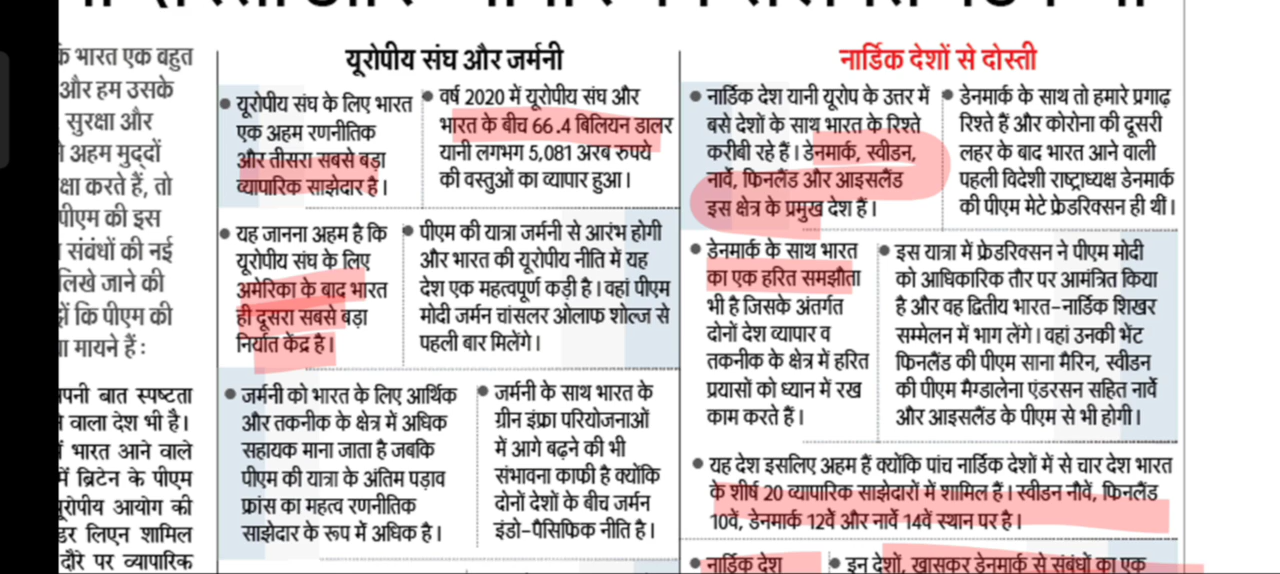 के भारत एक बहुत
और हम उसके
सुरक्षा और
अहम मुद्दों
क्षा करते हैं, तो
पीएम की इस
संबंधों की नई
लिखे जाने की
कि पीएम की
मायने हैं :
पनी बात स्पष्टता
वाला देश भी है।
भारत आने वाले
में ब्रिटेन के पीएम
यूरोपीय आयोग की
डर लिएन शामिल
दौरे पर व्यापारिक
यूरोपीय संघ और जर्मनी
● यूरोपीय संघ के लिए भारत
एक अहम रणनीतिक
और तीसरा सबसे बड़ा
व्यापारिक साझेदार है।
● वर्ष 2020 में यूरोपीय संघ और
भारत के बीच 66.4 बिलियन डालर
यानी लगभग 5,081 अरब रुपये
की वस्तुओं का व्यापार हुआ।
● यह जानना अहम है कि
यूरोपीय संघ के लिए
अमेरिका के बाद भारत
ही दूसरा सबसे बड़ा
निर्यात केंद्र है।
● पीएम की यात्रा जर्मनी से आरंभ होगी
और भारत की यूरोपीय नीति में यह
देश एक महत्वपूर्ण कड़ी है। वहां पीएम
मोदी जर्मन चांसलर ओलाफ शोल्ज से
पहली बार मिलेंगे।
● जर्मनी को भारत के लिए आर्थिक
और तकनीक के क्षेत्र में अधिक
सहायक माना जाता है जबकि
पीएम की यात्रा के अंतिम पड़ाव
फ्रांस का महत्व रणनीतिक
साझेदार के रूप में अधिक है।
● जर्मनी के साथ भारत के
ग्रीन इंफ्रा परियोजनाओं
में आगे बढ़ने की भी
संभावना काफी है क्योंकि
दोनों देशों के बीच जर्मन
इंडो-पैसिफिक नीति है।
नार्डिक देशों से दोस्ती
● नार्डिक देश यानी यूरोप के उत्तर में
बसे देशों के साथ भारत के रिश्ते
करीबी रहे हैं। डेनमार्क, स्वीडन,
नार्वे, फिनलैंड और आइसलैंड
इस क्षेत्र के प्रमुख देश हैं।
● डेनमार्क के साथ तो हमारे प्रगाढ़
रिश्ते हैं और कोरोना की दूसरी
लहर के बाद भारत आने वाली
पहली विदेशी राष्ट्राध्यक्ष डेनमार्क
की पीएम मेटे फ्रेडरिक्सन ही थीं।
● डेनमार्क के साथ भारत
का एक हरित समझौता
भी है जिसके अंतर्गत
दोनों देश व्यापार व
तकनीक के क्षेत्र में हरित
प्रयासों को ध्यान में रख
काम करते हैं।
● इस यात्रा में फ्रेडरिक्सन ने पीएम मोदी
को आधिकारिक तौर पर आमंत्रित किया
है और वह द्वितीय भारत-नार्डिक शिखर
सम्मेलन में भाग लेंगे। वहां उनकी भेंट
फिनलैंड की पीएम साना मैरिन, स्वीडन
की पीएम मैग्डालेना एंडरसन सहित नार्वे
और आइसलैंड के पीएम से भी होगी।
● यह देश इसलिए अहम हैं क्योंकि पांच नार्डिक देशों में से चार देश भारत
के शीर्ष 20 व्यापारिक साझेदारों में शामिल हैं। स्वीडन नौवें, फिनलैंड
10वें, डेनमार्क 12वें और नार्वे 14वें स्थान पर है।
● नार्डिक देश
● इन देशों, खासकर डेनमार्क से संबंधों का एक